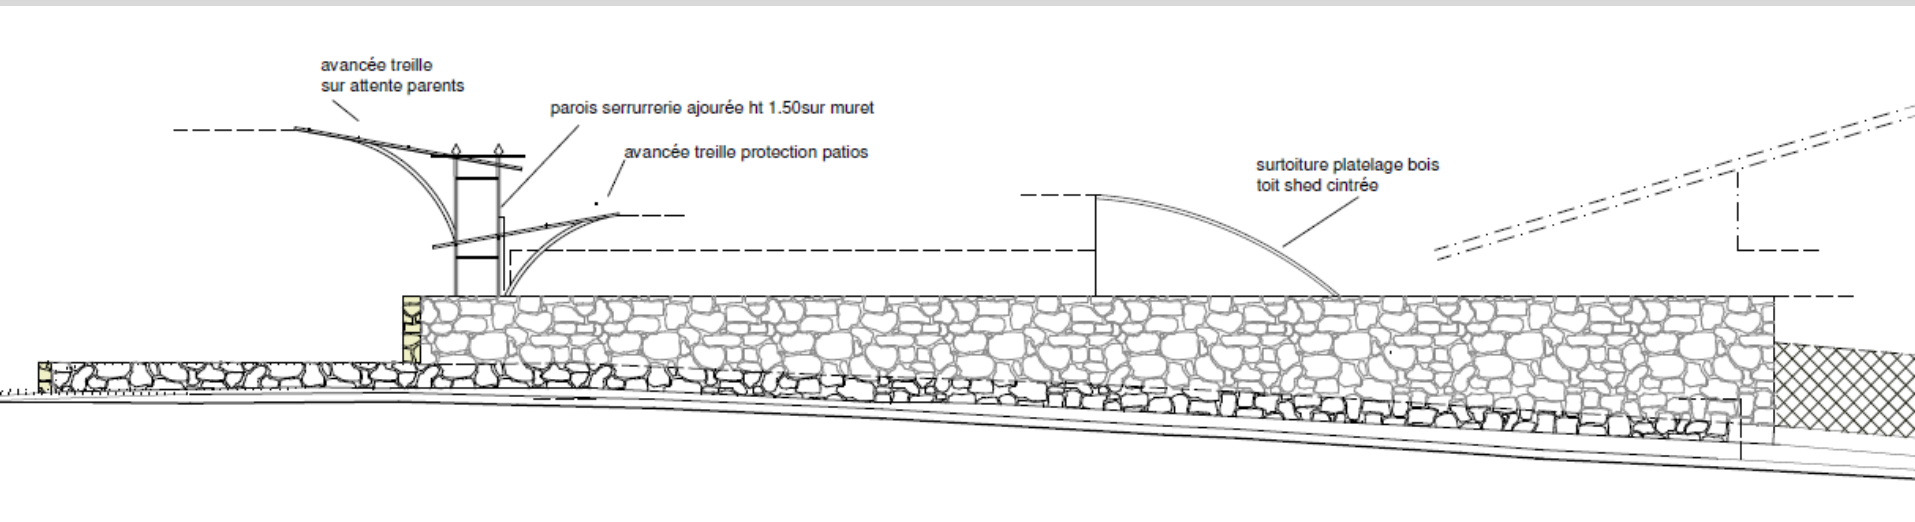 avancée treille
sur attente parents
parois serrurrerie ajourée ht 1.50sur muret
avancée treille protection patios
surtoiture platelage bois
toit shed cintrée